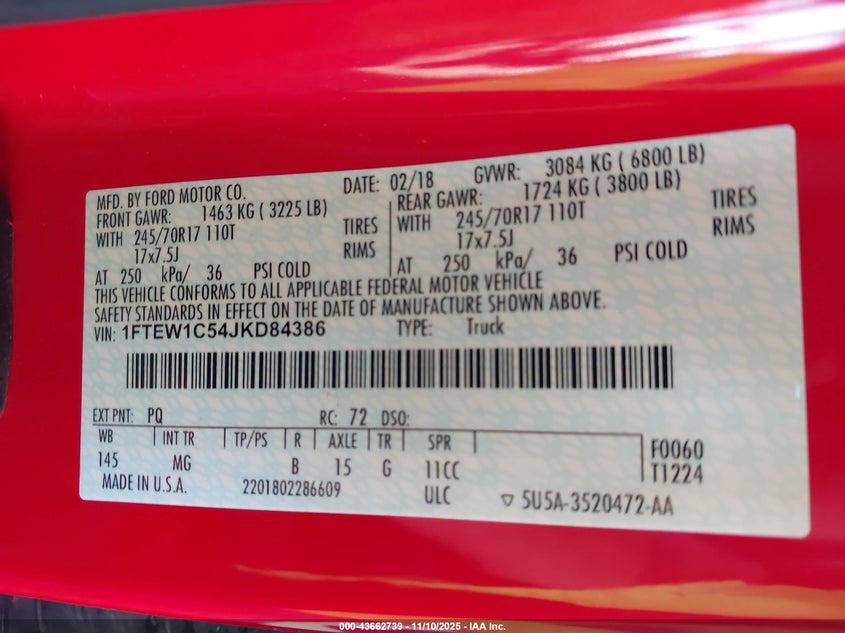 MFD. BY FORD MOTOR CO. DATE: 02/18 GVWR: 3084 KG ( 6800 LB)
FRONT GAWR: 1463 KG ( 3225 LB) REAR GAWR: 1724 KG ( 3800 LB)
WITH 245/70R17 110T TIRES WITH 245/70R17 110T TIRES
17x7.5J RIMS 17x7.5J RIMS
AT 250 kPa/ 36 PSI COLD AT 250 kPa/ 36 PSI COLD
THIS VEHICLE CONFORMS TO ALL APPLICABLE FEDERAL MOTOR VEHICLE
SAFETY STANDARDS IN EFFECT ON THE DATE OF MANUFACTURE SHOWN ABOVE.
VIN: 1FTEW1C54JKD84386 TYPE: Truck
EXT PNT: PQ RC: 72 DSO:
WB INT TR TP/PS R AXLE TR SPR F0060
145 MG B 15 G 11CC T1224
MADE IN U.S.A. 2201802286609 ULC ▽ 5U5A-3520472-AA
000-43662739 - 11/10/2025 - IAA Inc.